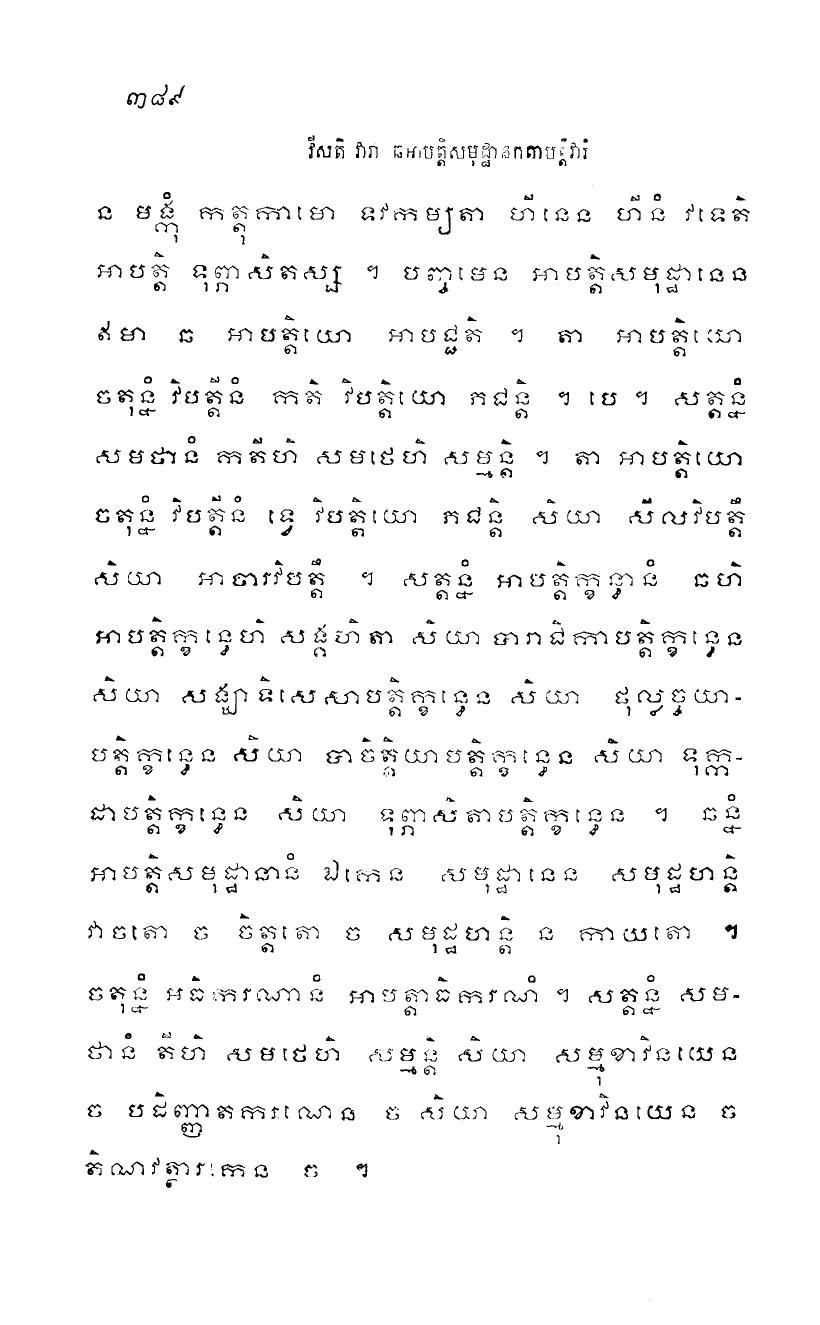 ៣៨៩
វីសតិ វារា ឆអាបត្តិសមុដ្ឋានកតាបត្តិវារំ
ន មង្កុំ កត្តុកាមោ ទវកម្យតា ហីនេន ហីនំ វទេតិ
អាបត្តិ ទុព្ភាសិតស្ស ។ បញ្ចមេន អាបត្តិសមុដ្ឋានេន
ឥមា ឆ អាបត្តិយោ អាបជ្ជតិ ។ តា អាបត្តិយោ
ចតុន្នំ វិបត្តីនំ កតិ វិបត្តិយោ ភជន្តិ ។ បេ ។ សត្តន្នំ
សមថានំ កតីហិ សមថេហិ សម្មន្តិ ។ តា អាបត្តិយោ
ចតុន្នំ វិបត្តីនំ ទ្វេ វិបត្តិយោ ភជន្តិ សិយា សីលវិបត្តឹ
សិយា អាចារវិបត្តឹ ។ សត្តន្នំ អាបត្តិក្ខន្ធានំ ឆហិ
អាបត្តិក្ខន្ធេហិ សង្គហិតា សិយា បារាជិកាបត្តិក្ខន្ធេន
សិយា សង្ឃាទិសេសាបត្តិក្ខន្ធេន សិយា ថុល្លច្ចយា-
បត្តិក្ខន្ធេន សិយា បាចិត្តិយាបត្តិក្ខន្ធេន សិយា ទុក្ក-
ដាបត្តិក្ខន្ធេន សិយា ទុព្ភាសិតាបត្តិក្ខន្ធេន ។ ឆន្នំ
អាបត្តិសមុដ្ឋានានំ ឯកេន សមុដ្ឋានេន សមុដ្ឋហន្តិ
វាចតោ ច ចិត្តតោ ច សមុដ្ឋហន្តិ ន កាយតោ ។
ចតុន្នំ អធិករណានំ អាបត្តាធិករណំ ។ សត្តន្នំ សម-
ថានំ តីហិ សមថេហិ សម្មន្តិ សិយា សម្មុខាវិនយេន
ច បដិញ្ញាតករណេន ច សិយា សម្មុខាវិនយេន ច
តិណវត្ថារកេន ច ។